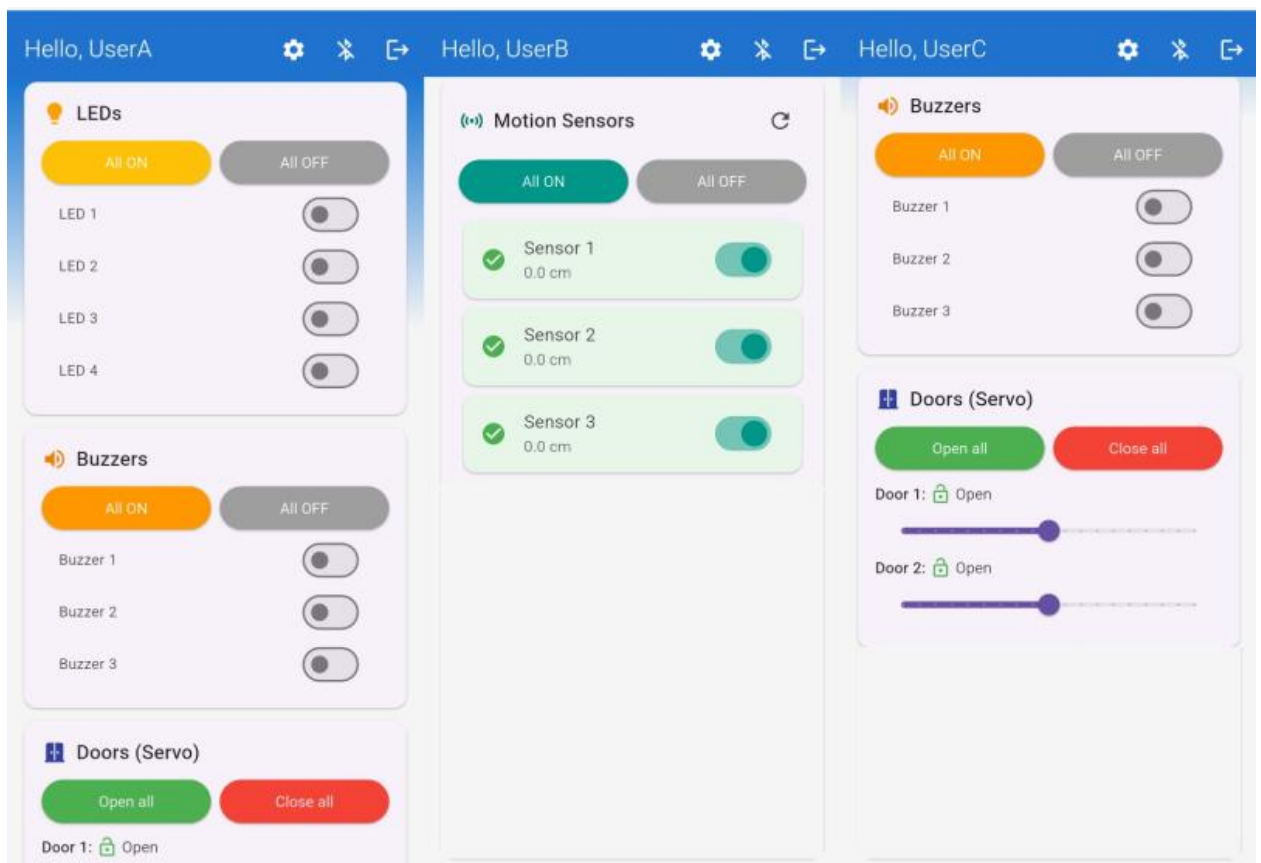 Hello, UserA
LEDs
All ON All OFF
LED 1
LED 2
LED 3
LED 4
Buzzers
All ON All OFF
Buzzer 1
Buzzer 2
Buzzer 3
Doors (Servo)
Open all Close all
Door 1: Open
Hello, UserB
Motion Sensors
All ON All OFF
Sensor 1
0.0 cm
Sensor 2
0.0 cm
Sensor 3
0.0 cm
Hello, UserC
Buzzers
All ON All OFF
Buzzer 1
Buzzer 2
Buzzer 3
Doors (Servo)
Open all Close all
Door 1: Open
Door 2: Open